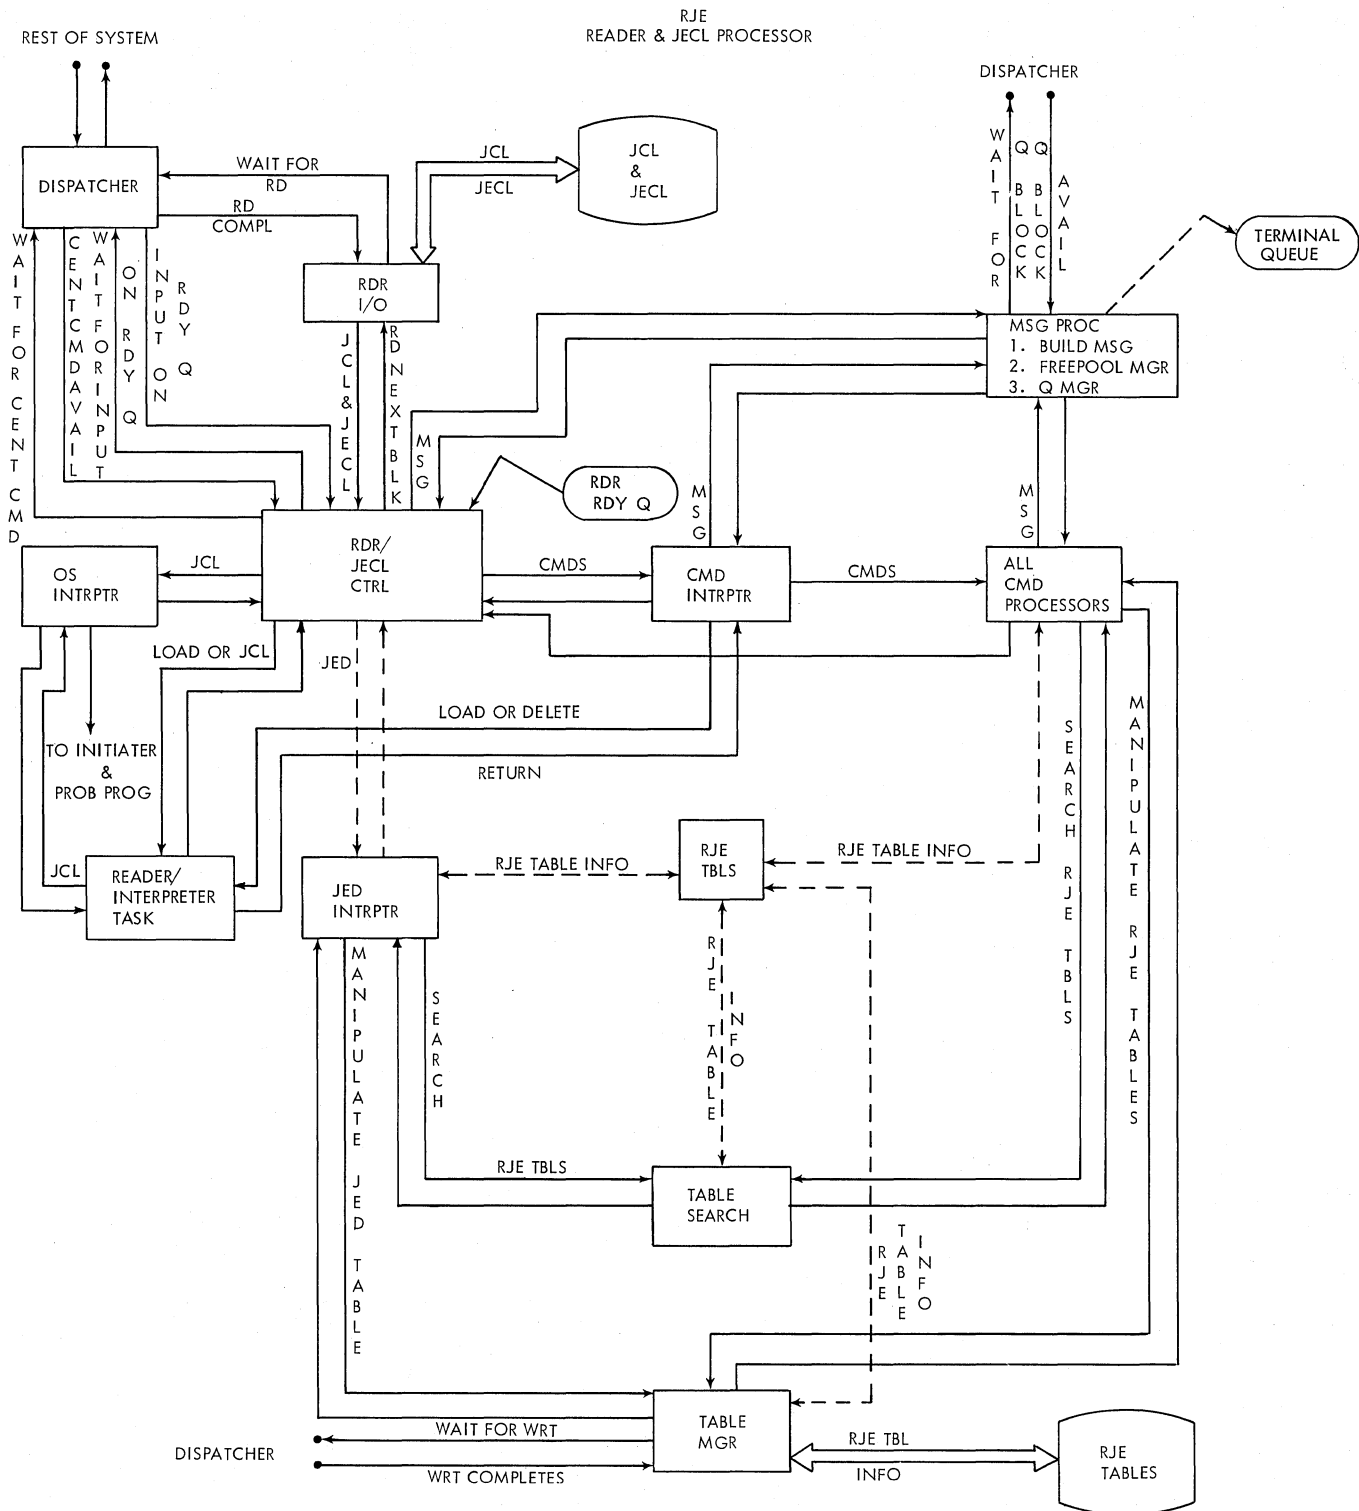 RJE
READER & JECL PROCESSOR
REST OF SYSTEM
DISPATCHER
DISPATCHER
WAIT FOR
RD
RD
COMPL
JCL
JECL
JCL
&
JECL
WAIT FOR
Q BLOCK
Q BLOCK
AVAIL
TERMINAL
QUEUE
WAIT FOR CENT CMD
CENT CMD AVAIL
WAIT FOR INPUT
ON RDY Q
INPUT ON
RDY Q
RDR
I/O
JCL&JECL
RD NEXT BLK
MSG
MSG PROC
1. BUILD MSG
2. FREEPOOL MGR
3. Q MGR
RDR
RDY Q
MSG
MSG
OS
INTRPTR
JCL
RDR/
JECL
CTRL
CMDS
CMD
INTRPTR
CMDS
ALL
CMD
PROCESSORS
LOAD OR JCL
JED
LOAD OR DELETE
RETURN
TO INITIATER
&
PROB PROG
SEARCH RJE TBLS
MANIPULATE RJE TABLES
JCL
READER/
INTERPRETER
TASK
JED
INTRPTR
RJE TABLE INFO
RJE
TBLS
RJE TABLE INFO
MANIPULATE JED TABLE
SEARCH
RJE TABLE
INFO
RJE TBLS
TABLE
SEARCH
RJE
TABLE
INFO
TABLE
MGR
WAIT FOR WRT
DISPATCHER
WRT COMPLETES
RJE TBL
INFO
RJE
TABLES